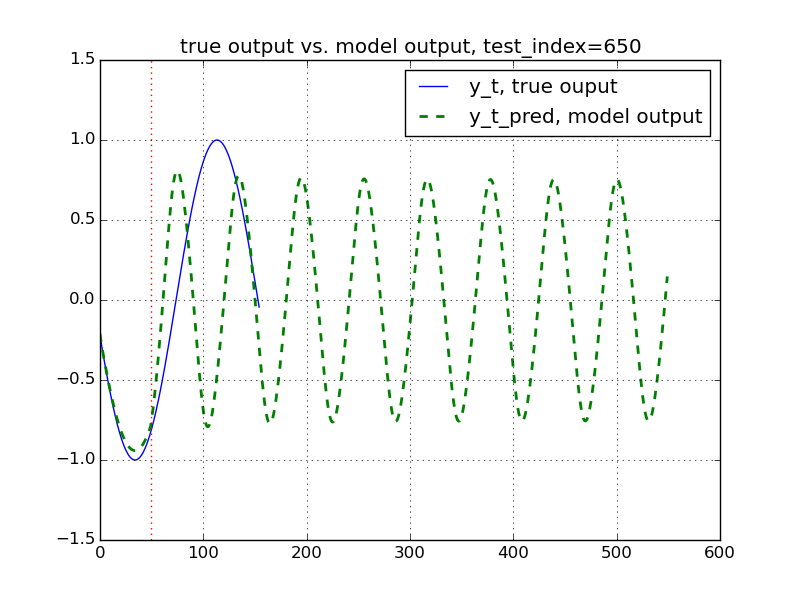 true output vs. model output, test_index=650
y_t, true ouput
y_t_pred, model output
1.5
1.0
0.5
0.0
−0.5
−1.0
−1.5
0 100 200 300 400 500 600